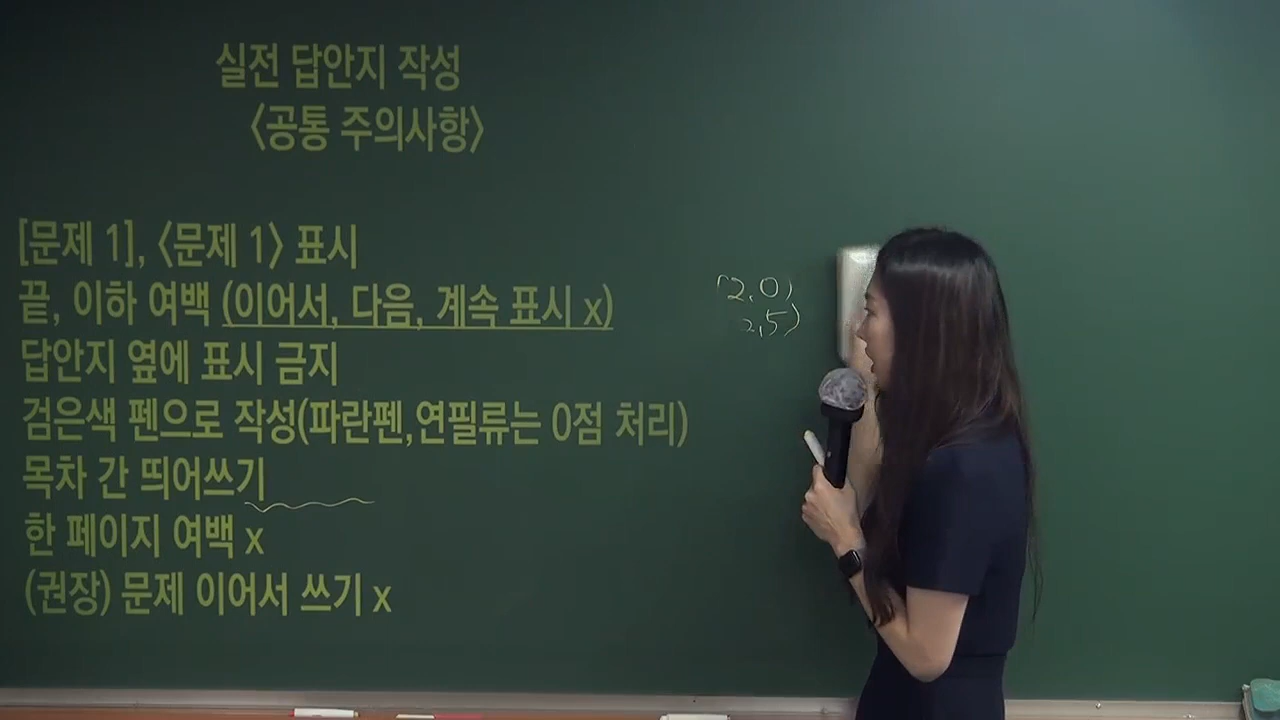 실전 답안지 작성
〈공통 주의사항〉
[문제 1], 〈문제 1〉 표시
끝, 이하 여백 (이어서, 다음, 계속 표시 x)
답안지 옆에 표시 금지
검은색 펜으로 작성(파란펜,연필류는 0점 처리)
목차 간 띄어쓰기
한 페이지 여백 x
(권장) 문제 이어서 쓰기 x
(2,0)
2,5)